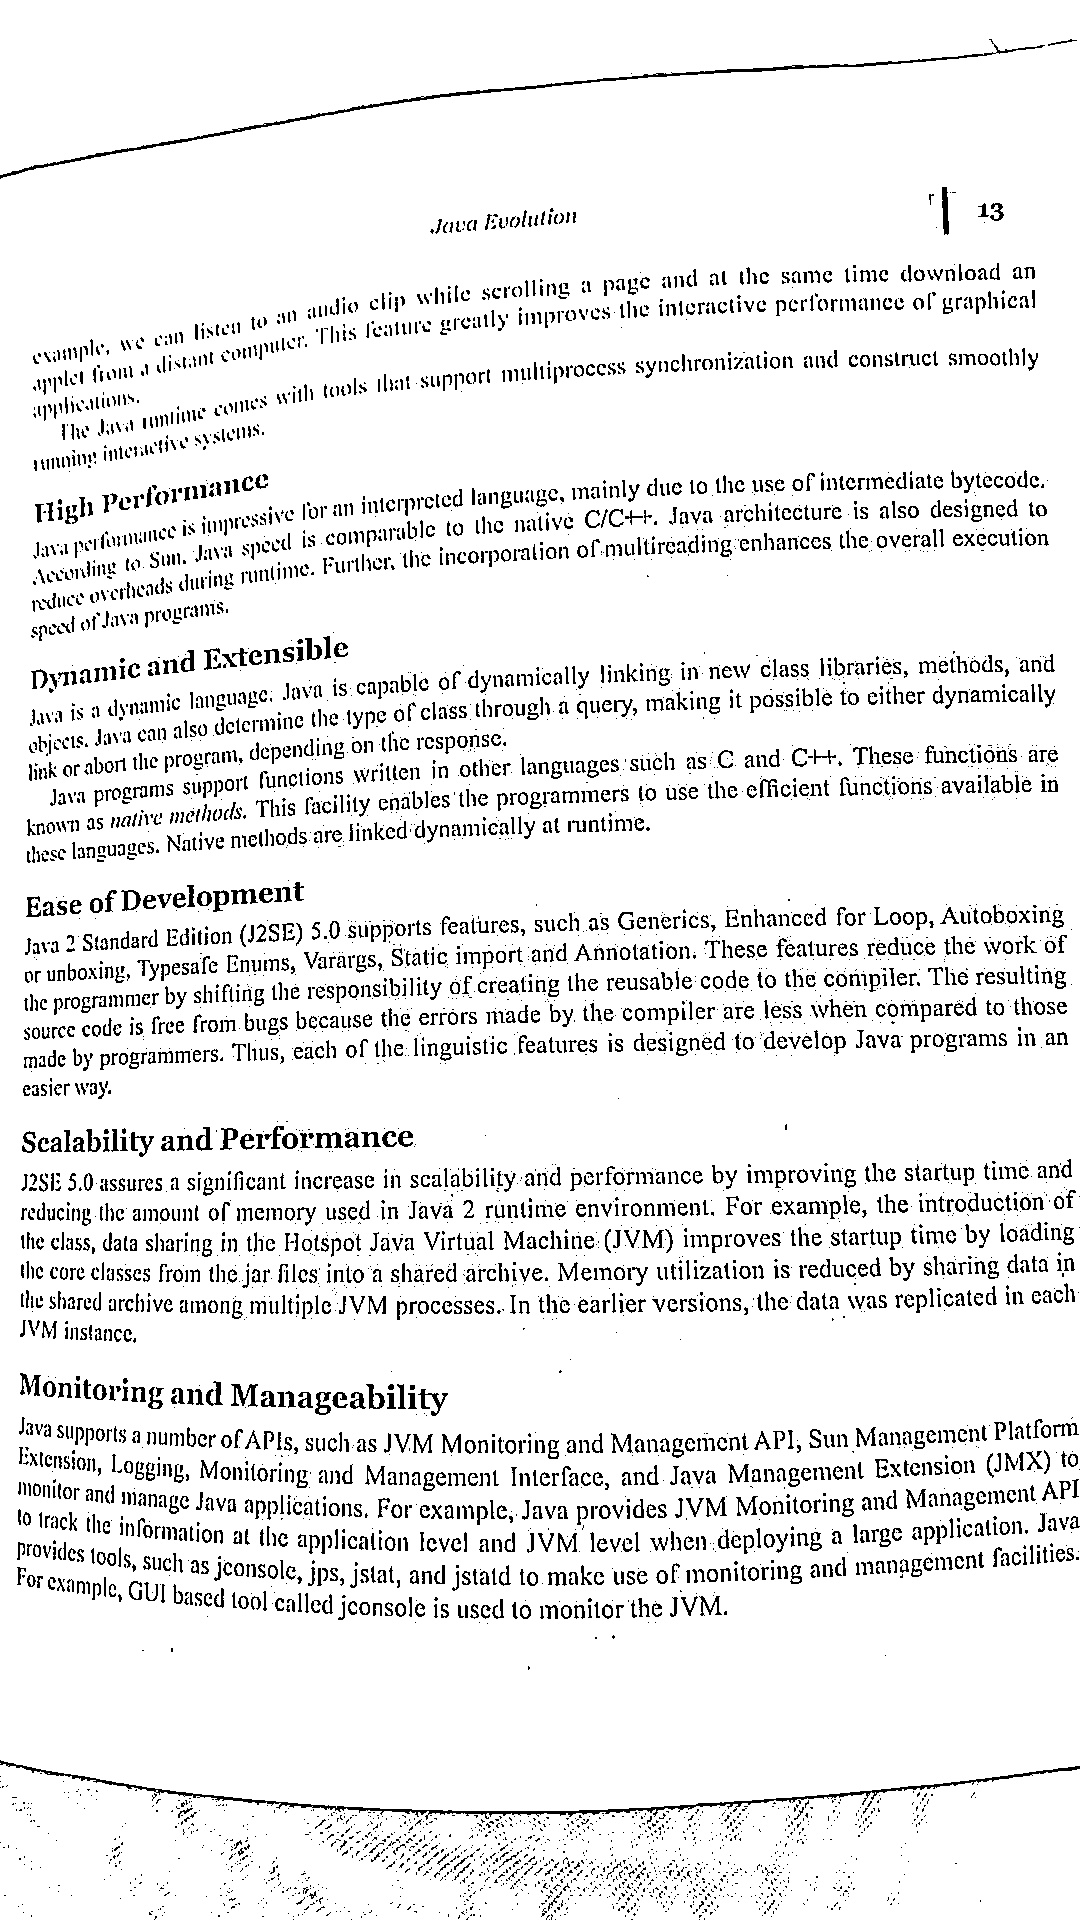 Java Evolution
13
example, we can listen to an audio clip while scrolling a page and at the same time download an
applet from a distant computer. This feature greatly improves the interactive performance of graphical
applications.
The Java runtime comes with tools that support multiprocess synchronization and construct smoothly
running interactive systems.
High Performance
Java performance is impressive for an interpreted language, mainly due to the use of intermediate bytecode.
According to Sun, Java speed is comparable to the native C/C++. Java architecture is also designed to
reduce overheads during runtime. Further, the incorporation of multireading enhances the overall execution
speed of Java programs.
Dynamic and Extensible
Java is a dynamic language. Java is capable of dynamically linking in new class libraries, methods, and
objects. Java can also determine the type of class through a query, making it possible to either dynamically
link or abort the program, depending on the response.
Java programs support functions written in other languages such as C and C++. These functions are
known as native methods. This facility enables the programmers to use the efficient functions available in
these languages. Native methods are linked dynamically at runtime.
Ease of Development
Java 2 Standard Edition (J2SE) 5.0 supports features, such as Generics, Enhanced for Loop, Autoboxing
or unboxing, Typesafe Enums, Varargs, Static import and Annotation. These features reduce the work of
the programmer by shifting the responsibility of creating the reusable code to the compiler. The resulting
source code is free from bugs because the errors made by the compiler are less when compared to those
made by programmers. Thus, each of the linguistic features is designed to develop Java programs in an
easier way.
Scalability and Performance
J2SE 5.0 assures a significant increase in scalability and performance by improving the startup time and
reducing the amount of memory used in Java 2 runtime environment. For example, the introduction of
the class, data sharing in the Hotspot Java Virtual Machine (JVM) improves the startup time by loading
the core classes from the jar files into a shared archive. Memory utilization is reduced by sharing data in
the shared archive among multiple JVM processes. In the earlier versions, the data was replicated in each
JVM instance.
Monitoring and Manageability
Java supports a number of APIs, such as JVM Monitoring and Management API, Sun Management Platform
Extension, Logging, Monitoring and Management Interface, and Java Management Extension (JMX) to
monitor and manage Java applications. For example, Java provides JVM Monitoring and Management API
to track the information at the application level and JVM level when deploying a large application. Java
provides tools, such as jconsole, jps, jstat, and jstatd to make use of monitoring and management facilities.
For example, GUI based tool called jconsole is used to monitor the JVM.